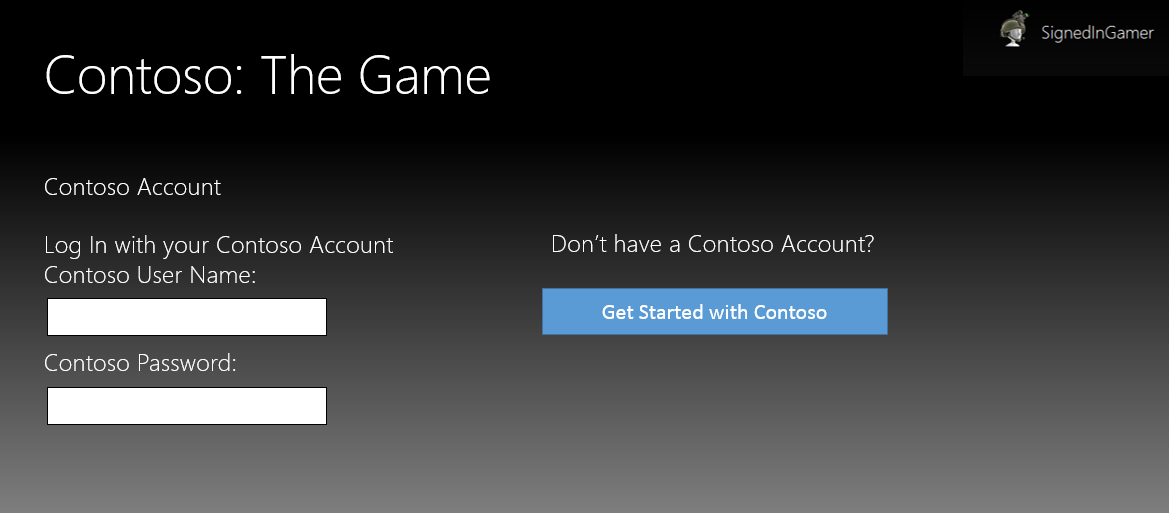 SignedInGamer
Contoso: The Game
Contoso Account
Log In with your Contoso Account
Contoso User Name:
Contoso Password:
Don’t have a Contoso Account?
Get Started with Contoso